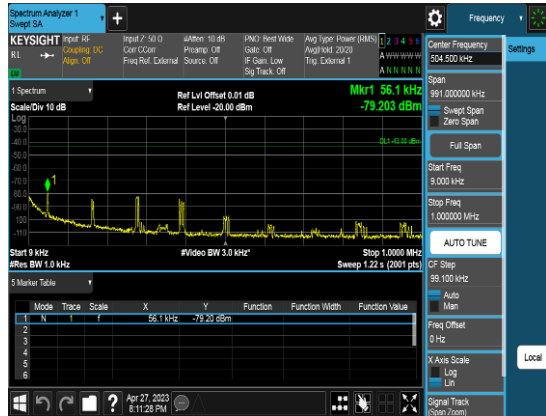 Spectrum Analyzer 1
Swept SA
+
Frequency
KEYSIGHT
RL
Input: RF
Coupling: DC
Align: Off
Input Z: 50 Ω
Corr CCorr
Freq Ref: External
#Atten: 10 dB
Preamp: Off
Source: Off
PNO: Best Wide
Gate: Off
IF Gain: Low
Sig Track: Off
Avg Type: Power (RMS)
Avg|Hold: 20/20
Trig: External 1
1 2 3 4 5 6
A W W W W W
A N N N N N
1 Spectrum
Scale/Div 10 dB
Ref Lvl Offset 0.01 dB
Ref Level -20.00 dBm
Mkr1 56.1 kHz
-79.203 dBm
Log
-30.0
-40.0
-50.0
-60.0
-70.0
-80.0
-90.0
-100
-110
1
DL1 -43.00 dBm
Start 9 kHz
#Res BW 1.0 kHz
#Video BW 3.0 kHz*
Stop 1.0000 MHz
Sweep 1.22 s (2001 pts)
5 Marker Table
Mode Trace Scale X Y Function Function Width Function Value
1 N 1 f 56.1 kHz -79.20 dBm
2
3
4
5
6
Apr 27, 2023
8:11:28 PM
Center Frequency
504.500 kHz
Settings
Span
991.000000 kHz
Swept Span
Zero Span
Full Span
Start Freq
9.000 kHz
Stop Freq
1.000000 MHz
AUTO TUNE
CF Step
99.100 kHz
Auto
Man
Freq Offset
0 Hz
X Axis Scale
Log
Lin
Local
Signal Track
(Span Zoom)